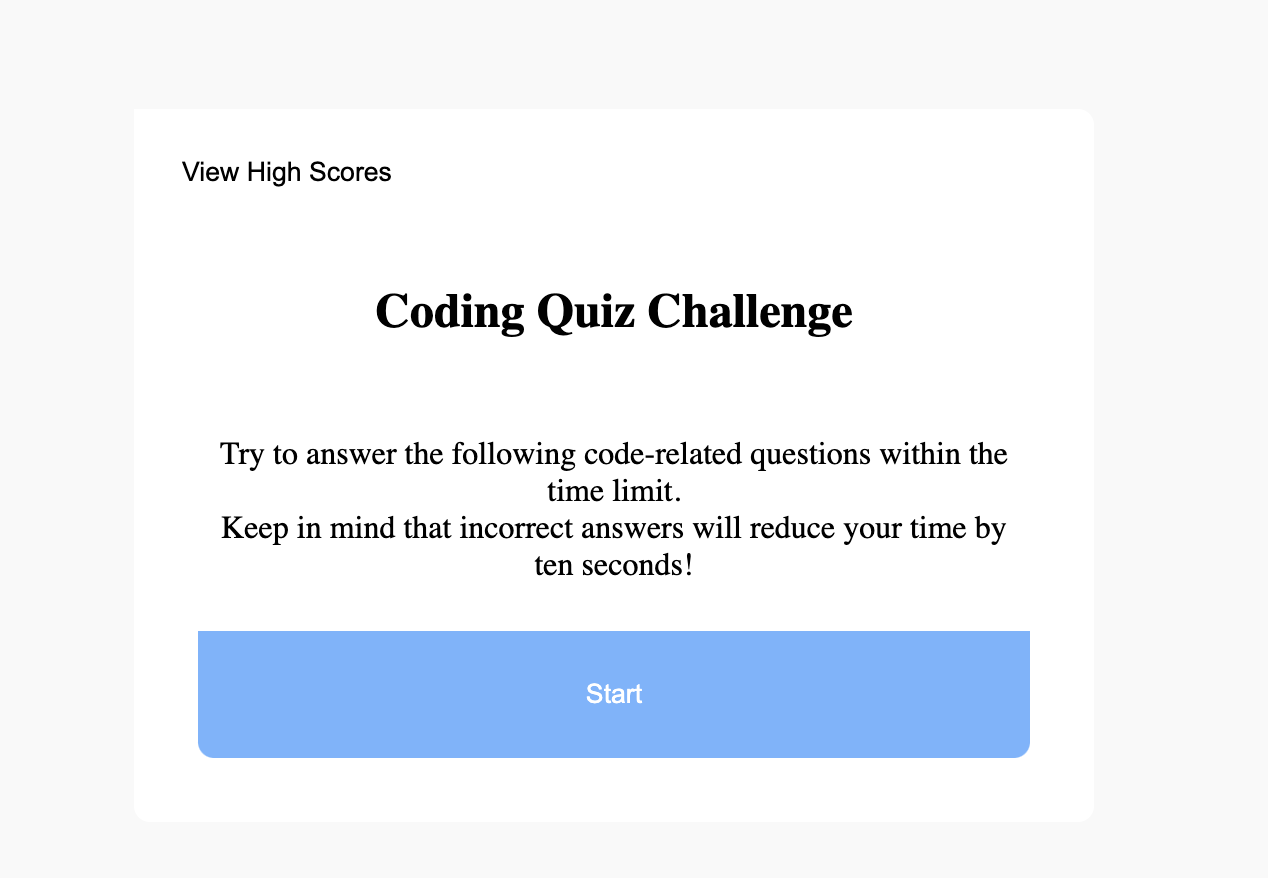 View High Scores
Coding Quiz Challenge
Try to answer the following code-related questions within the
time limit.
Keep in mind that incorrect answers will reduce your time by
ten seconds!
Start